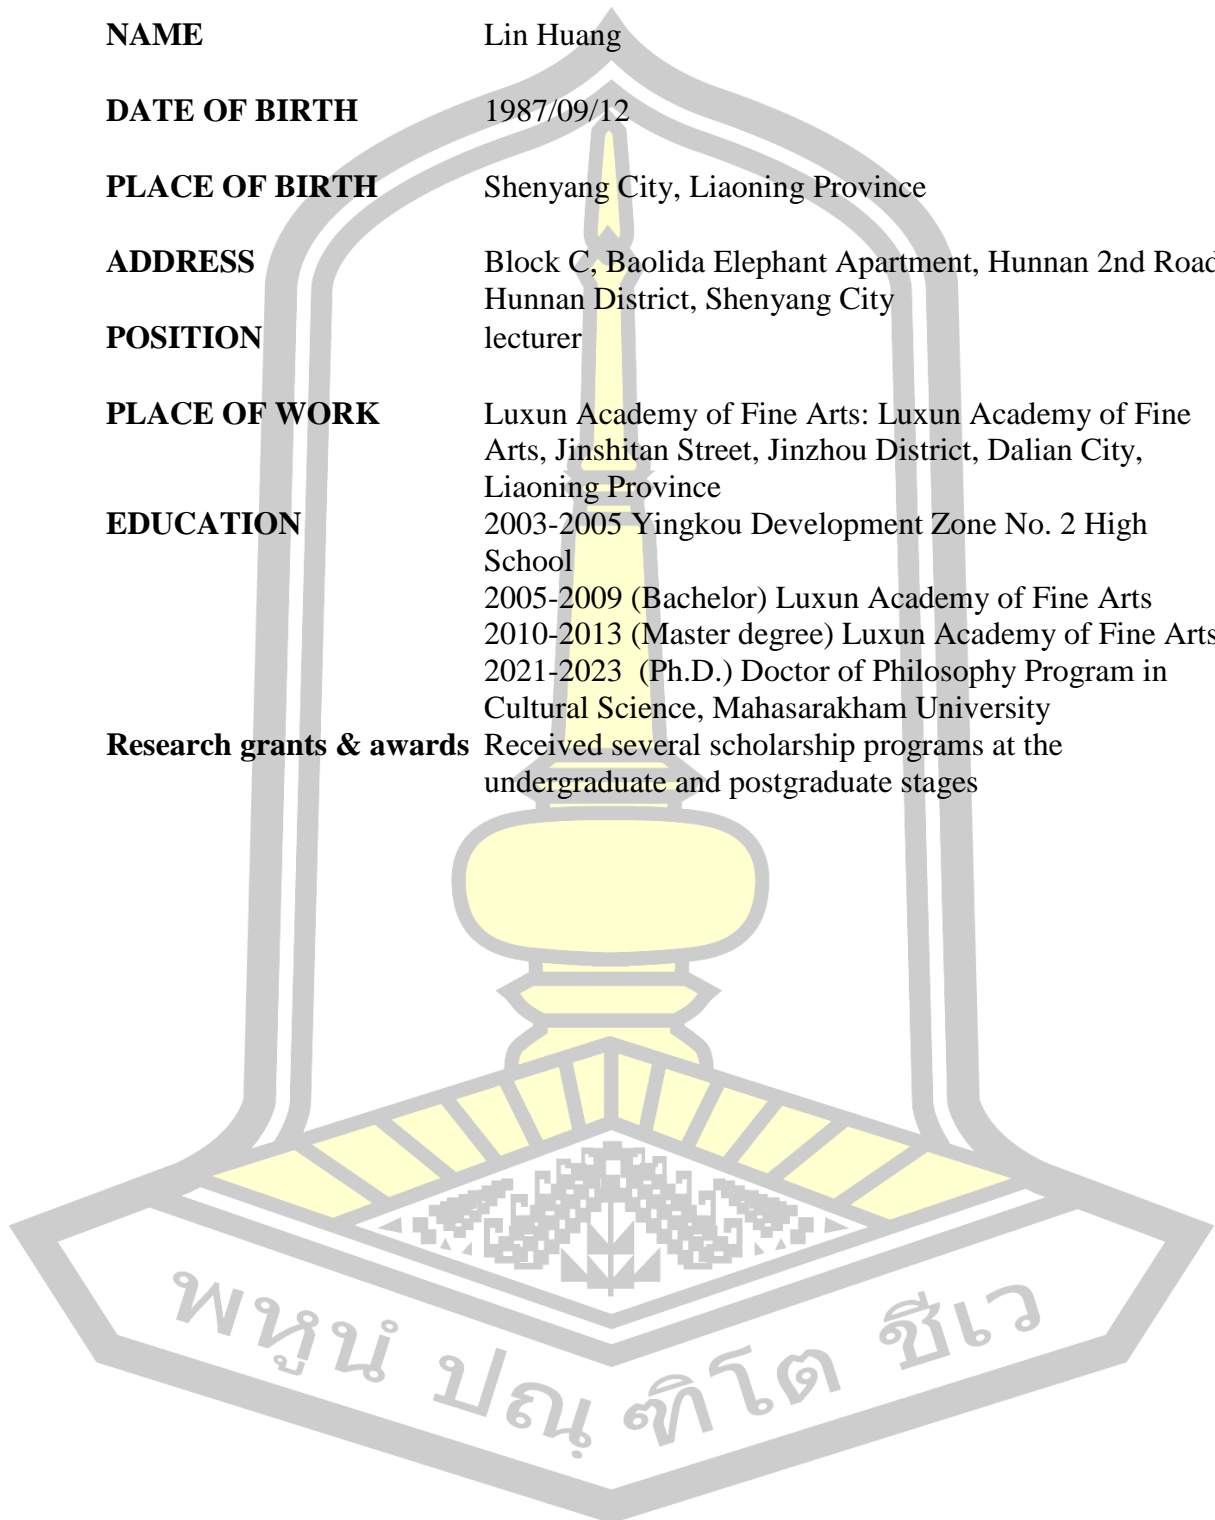 NAME Lin Huang
DATE OF BIRTH 1987/09/12
PLACE OF BIRTH Shenyang City, Liaoning Province
ADDRESS Block C, Baolida Elephant Apartment, Hunnan 2nd Road
Hunnan District, Shenyang City
POSITION lecturer
PLACE OF WORK Luxun Academy of Fine Arts: Luxun Academy of Fine
Arts, Jinshitan Street, Jinzhou District, Dalian City,
Liaoning Province
EDUCATION 2003-2005 Yingkou Development Zone No. 2 High
School
2005-2009 (Bachelor) Luxun Academy of Fine Arts
2010-2013 (Master degree) Luxun Academy of Fine Arts
2021-2023 (Ph.D.) Doctor of Philosophy Program in
Cultural Science, Mahasarakham University
Research grants & awards Received several scholarship programs at the
undergraduate and postgraduate stages
พหูนํ ปณฺ ฑิโต ชีเว